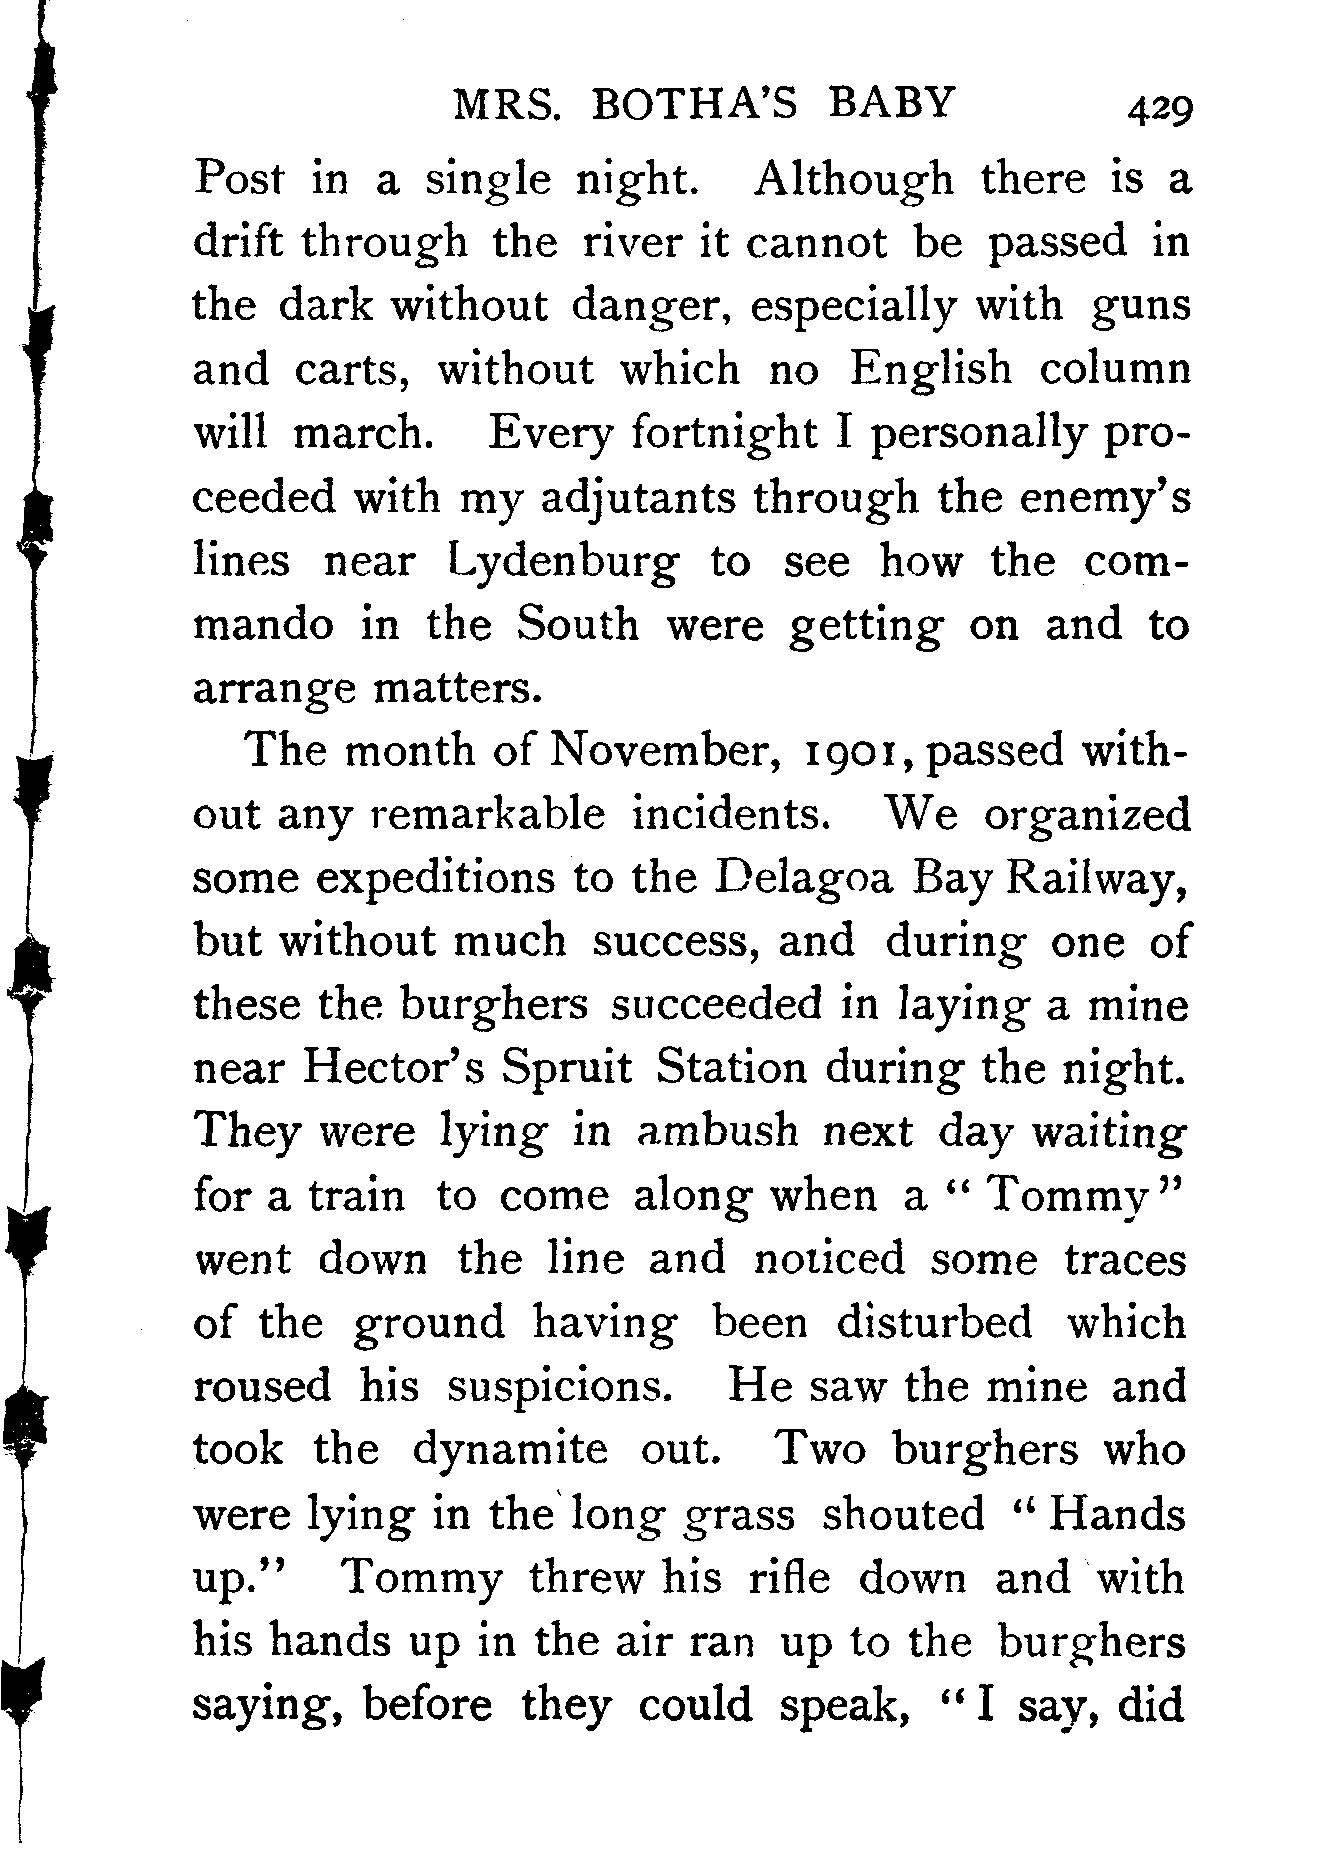 MRS. BOTHA'S BABY 429
Post in a single night. Although there is a
drift through the river it cannot be passed in
the dark without danger, especially with guns
and carts, without which no English column
will march. Every fortnight I personally pro-
ceeded with my adjutants through the enemy's
lines near Lydenburg to see how the com-
mando in the South were getting on and to
arrange matters.
The month of November, 1901, passed with-
out any remarkable incidents. We organized
some expeditions to the Delagoa Bay Railway,
but without much success, and during one of
these the burghers succeeded in laying a mine
near Hector's Spruit Station during the night.
They were lying in ambush next day waiting
for a train to come along when a "Tommy"
went down the line and noticed some traces
of the ground having been disturbed which
roused his suspicions. He saw the mine and
took the dynamite out. Two burghers who
were lying in the long grass shouted "Hands
up." Tommy threw his rifle down and with
his hands up in the air ran up to the burghers
saying, before they could speak, "I say, did